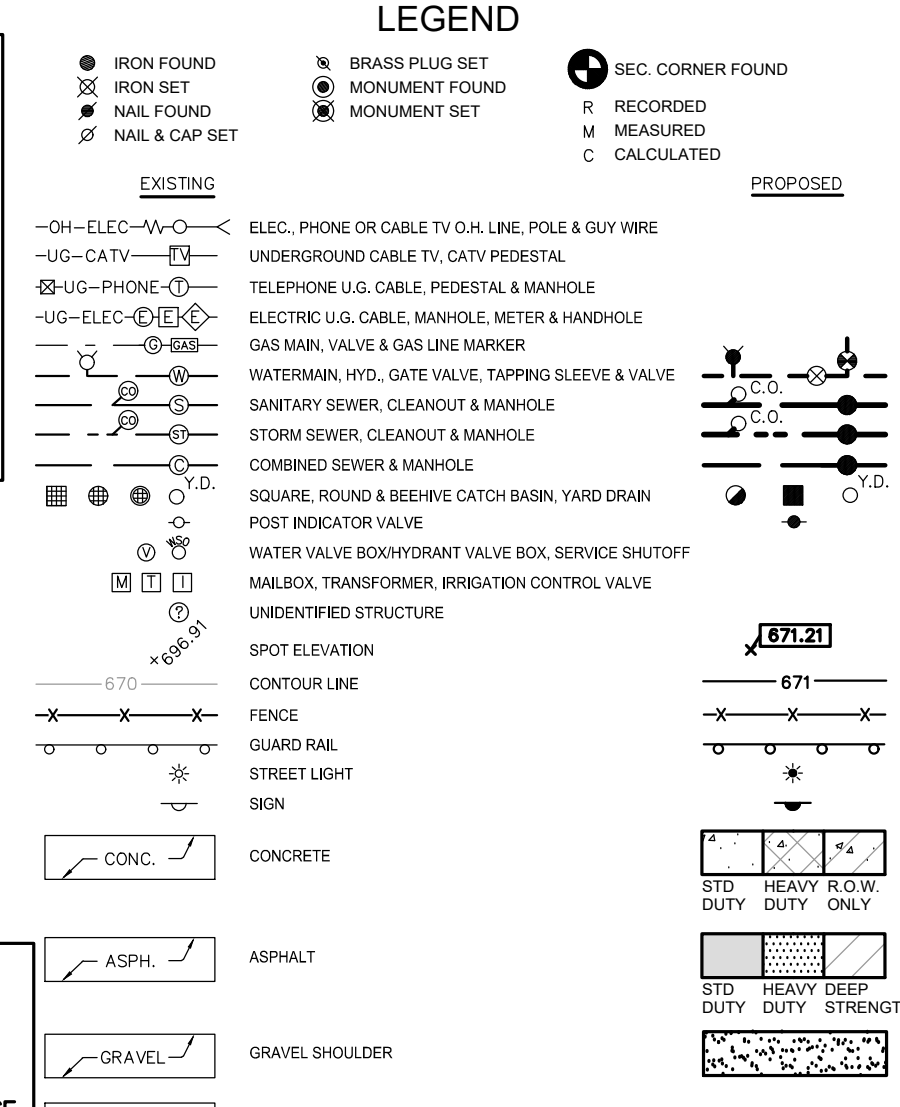 LEGEND
IRON FOUND
IRON SET
NAIL FOUND
NAIL & CAP SET
BRASS PLUG SET
MONUMENT FOUND
MONUMENT SET
SEC. CORNER FOUND
R RECORDED
M MEASURED
C CALCULATED
EXISTING
PROPOSED
OH-ELEC ELEC., PHONE OR CABLE TV O.H. LINE, POLE & GUY WIRE
UG-CATV TV UNDERGROUND CABLE TV, CATV PEDESTAL
UG-PHONE T TELEPHONE U.G. CABLE, PEDESTAL & MANHOLE
UG-ELEC E E E ELECTRIC U.G. CABLE, MANHOLE, METER & HANDHOLE
G GAS GAS MAIN, VALVE & GAS LINE MARKER
W WATERMAIN, HYD., GATE VALVE, TAPPING SLEEVE & VALVE
CO S SANITARY SEWER, CLEANOUT & MANHOLE C.O.
CO ST STORM SEWER, CLEANOUT & MANHOLE C.O.
C COMBINED SEWER & MANHOLE
Y.D. SQUARE, ROUND & BEEHIVE CATCH BASIN, YARD DRAIN Y.D.
POST INDICATOR VALVE
V WSO WATER VALVE BOX/HYDRANT VALVE BOX, SERVICE SHUTOFF
M T I MAILBOX, TRANSFORMER, IRRIGATION CONTROL VALVE
? UNIDENTIFIED STRUCTURE
+696.91 SPOT ELEVATION 671.21
670 CONTOUR LINE 671
FENCE
GUARD RAIL
STREET LIGHT
SIGN
CONC. CONCRETE
STD DUTY
HEAVY DUTY
R.O.W. ONLY
ASPH. ASPHALT
STD DUTY
HEAVY DUTY
DEEP STRENGT
GRAVEL GRAVEL SHOULDER